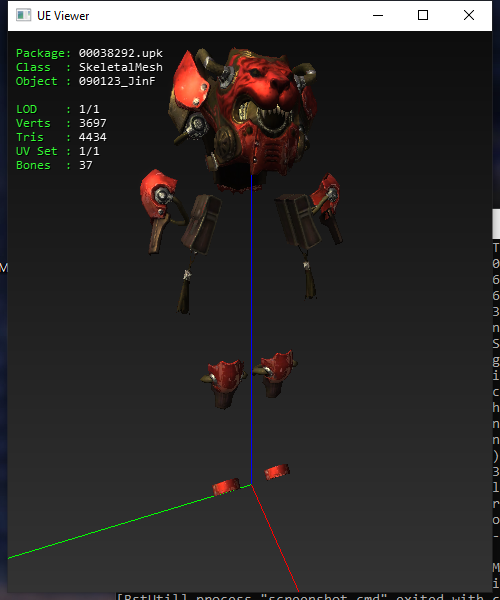 UE Viewer
Package: 00038292.upk
Class  : SkeletalMesh
Object : 090123_JinF
LOD    : 1/1
Verts  : 3697
Tris   : 4434
UV Set : 1/1
Bones  : 37
M
T
0
6
6
3
n
S
g
i
c
h
n
n
)
3
l
r
o
-
M
i
[BstUtil] process "screenshot.cmd" exited with c